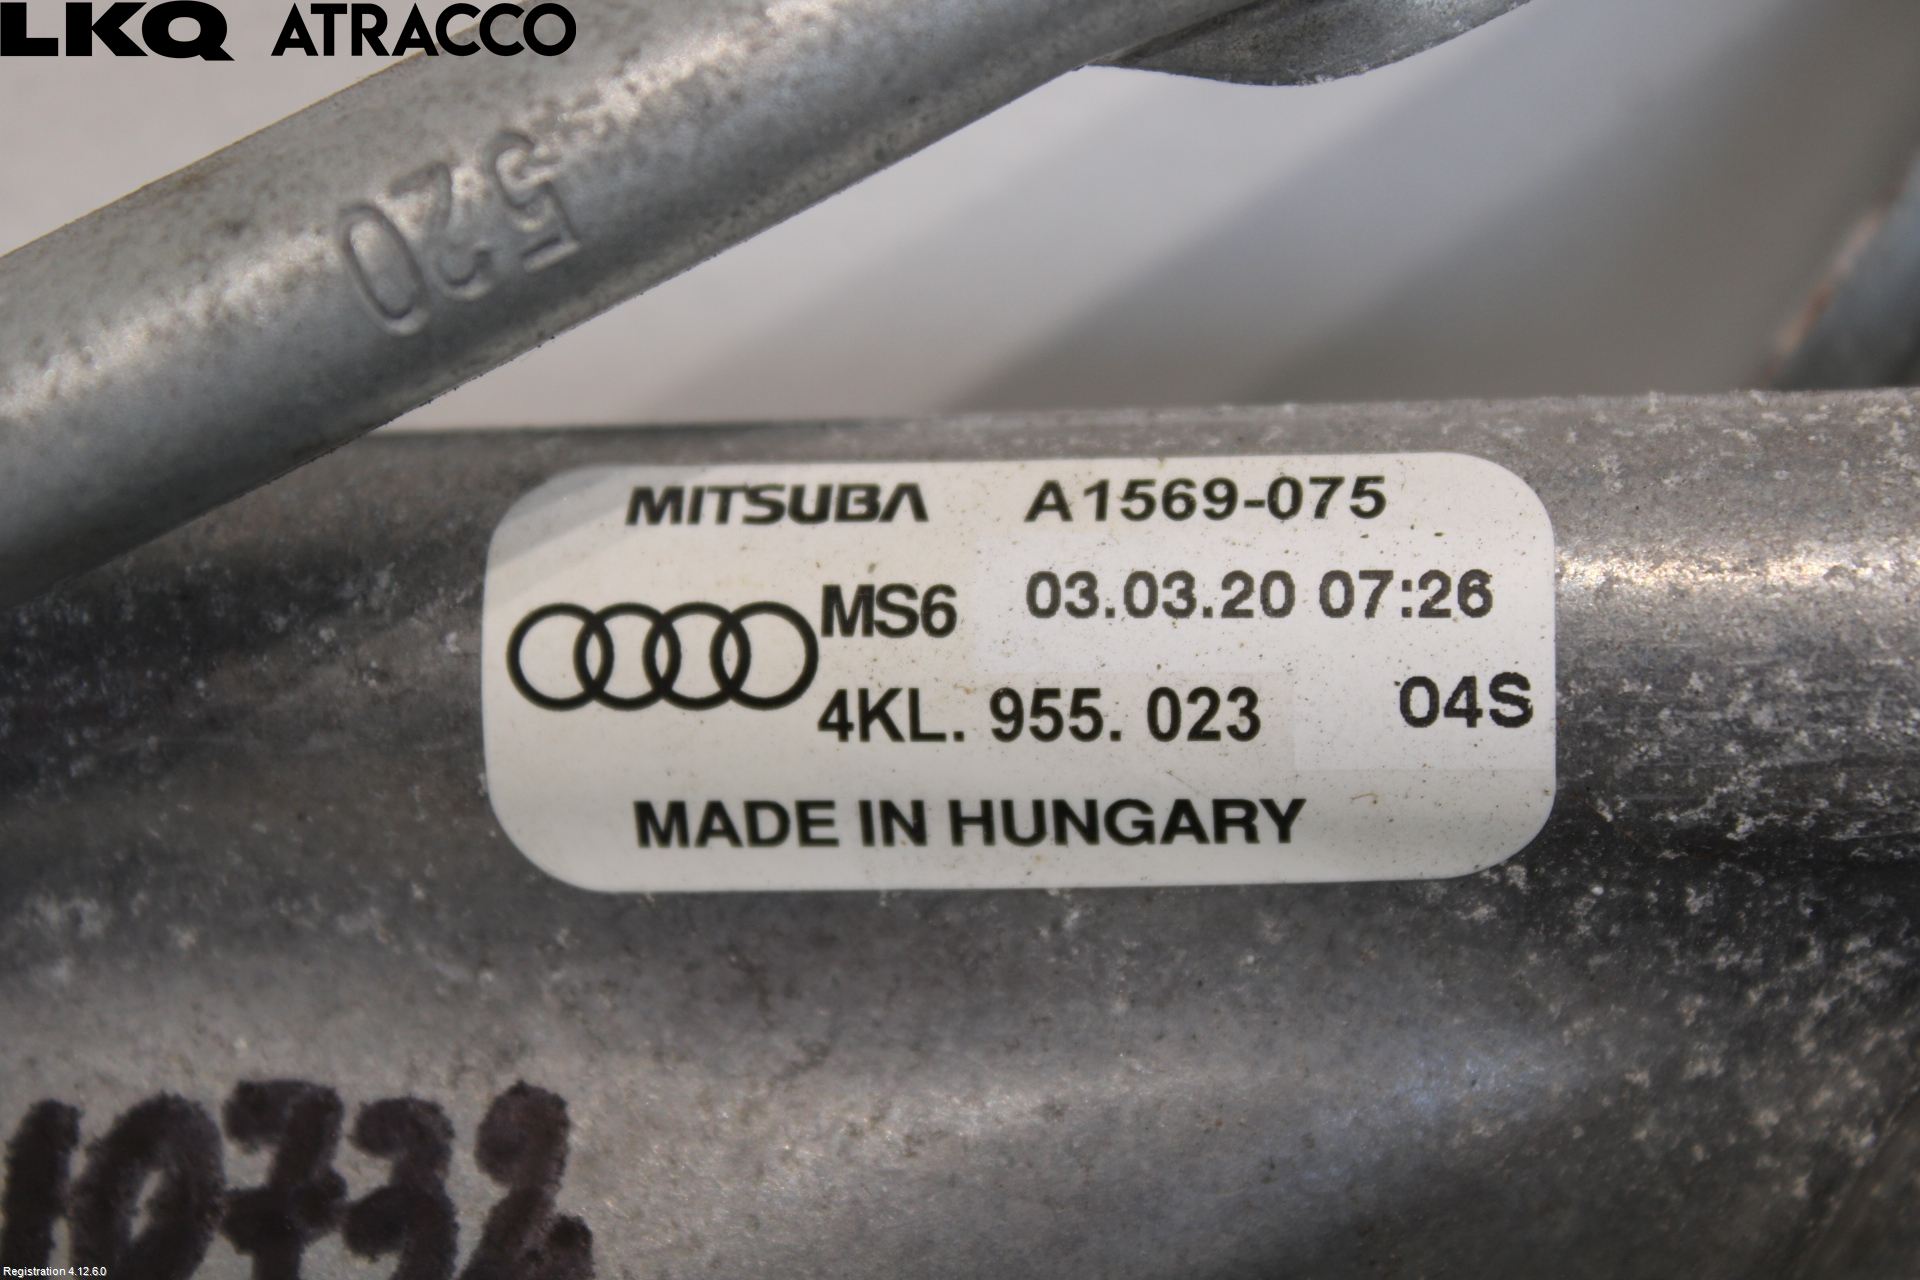 LKQ ATRACCO
520
MITSUBA A1569-075
MS6 03.03.20 07:26
4KL. 955. 023 04S
MADE IN HUNGARY
10732
Registration 4.12.6.0